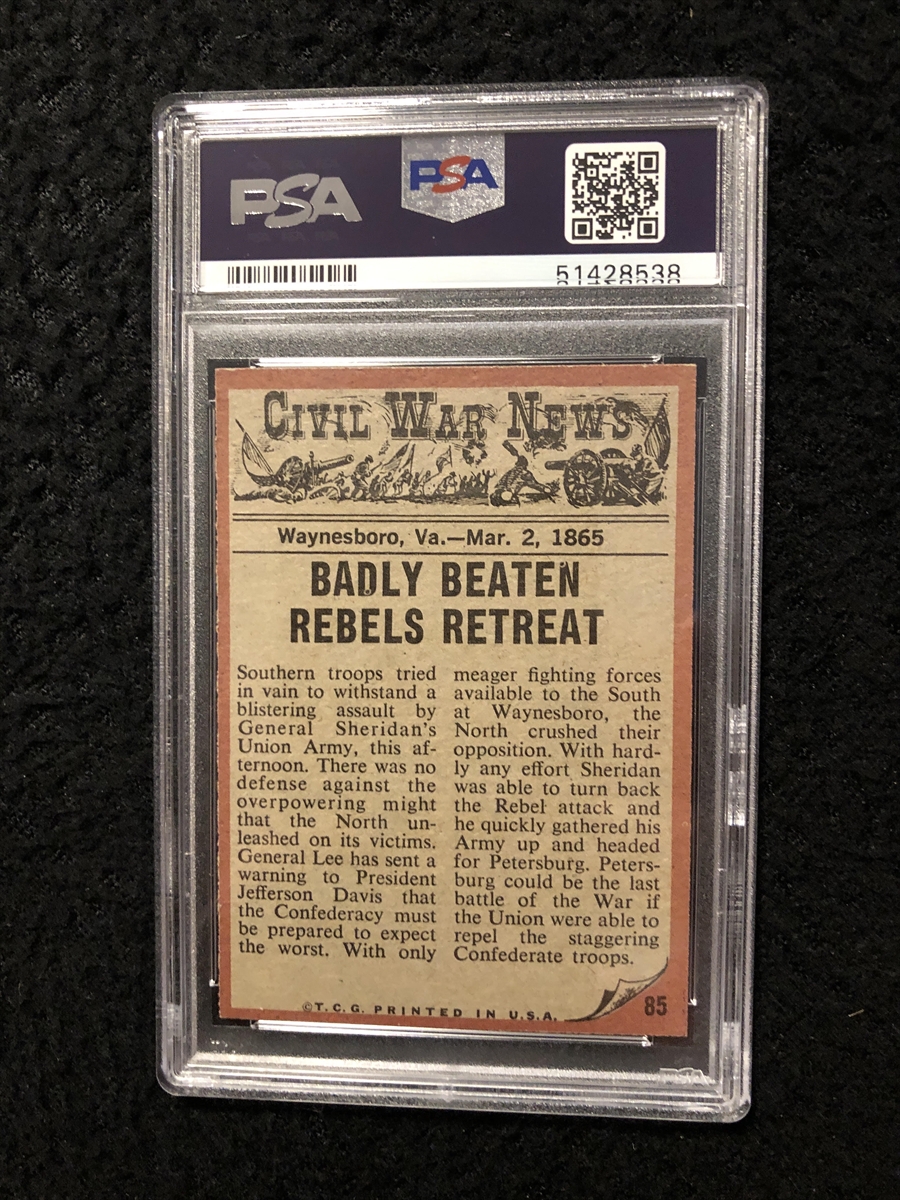 PSA
PSA
51428538
CIVIL WAR NEWS
Waynesboro, Va.—Mar. 2, 1865
BADLY BEATEN
REBELS RETREAT
Southern troops tried
in vain to withstand a
blistering assault by
General Sheridan's
Union Army, this af-
ternoon. There was no
defense against the
overpowering might
that the North un-
leashed on its victims.
General Lee has sent a
warning to President
Jefferson Davis that
the Confederacy must
be prepared to expect
the worst. With only
meager fighting forces
available to the South
at Waynesboro, the
North crushed their
opposition. With hard-
ly any effort Sheridan
was able to turn back
the Rebel attack and
he quickly gathered his
Army up and headed
for Petersburg. Peters-
burg could be the last
battle of the War if
the Union were able to
repel the staggering
Confederate troops.
©T.C.G. PRINTED IN U.S.A.
85
PSA